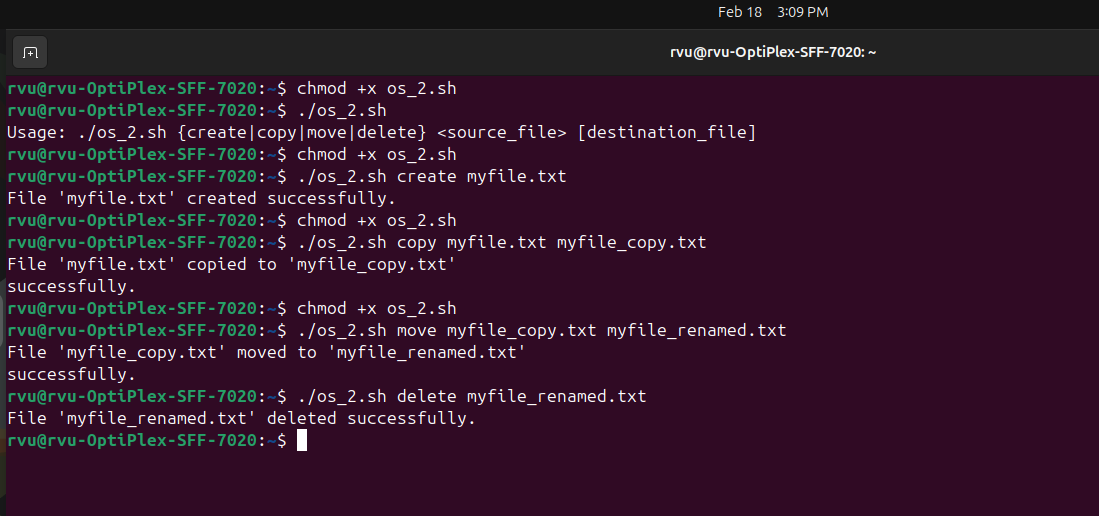 Feb 18 3:09 PM
rvu@rvu-OptiPlex-SFF-7020: ~
rvu@rvu-OptiPlex-SFF-7020:~$ chmod +x os_2.sh
rvu@rvu-OptiPlex-SFF-7020:~$ ./os_2.sh
Usage: ./os_2.sh {create|copy|move|delete} <source_file> [destination_file]
rvu@rvu-OptiPlex-SFF-7020:~$ chmod +x os_2.sh
rvu@rvu-OptiPlex-SFF-7020:~$ ./os_2.sh create myfile.txt
File 'myfile.txt' created successfully.
rvu@rvu-OptiPlex-SFF-7020:~$ chmod +x os_2.sh
rvu@rvu-OptiPlex-SFF-7020:~$ ./os_2.sh copy myfile.txt myfile_copy.txt
File 'myfile.txt' copied to 'myfile_copy.txt'
successfully.
rvu@rvu-OptiPlex-SFF-7020:~$ chmod +x os_2.sh
rvu@rvu-OptiPlex-SFF-7020:~$ ./os_2.sh move myfile_copy.txt myfile_renamed.txt
File 'myfile_copy.txt' moved to 'myfile_renamed.txt'
successfully.
rvu@rvu-OptiPlex-SFF-7020:~$ ./os_2.sh delete myfile_renamed.txt
File 'myfile_renamed.txt' deleted successfully.
rvu@rvu-OptiPlex-SFF-7020:~$